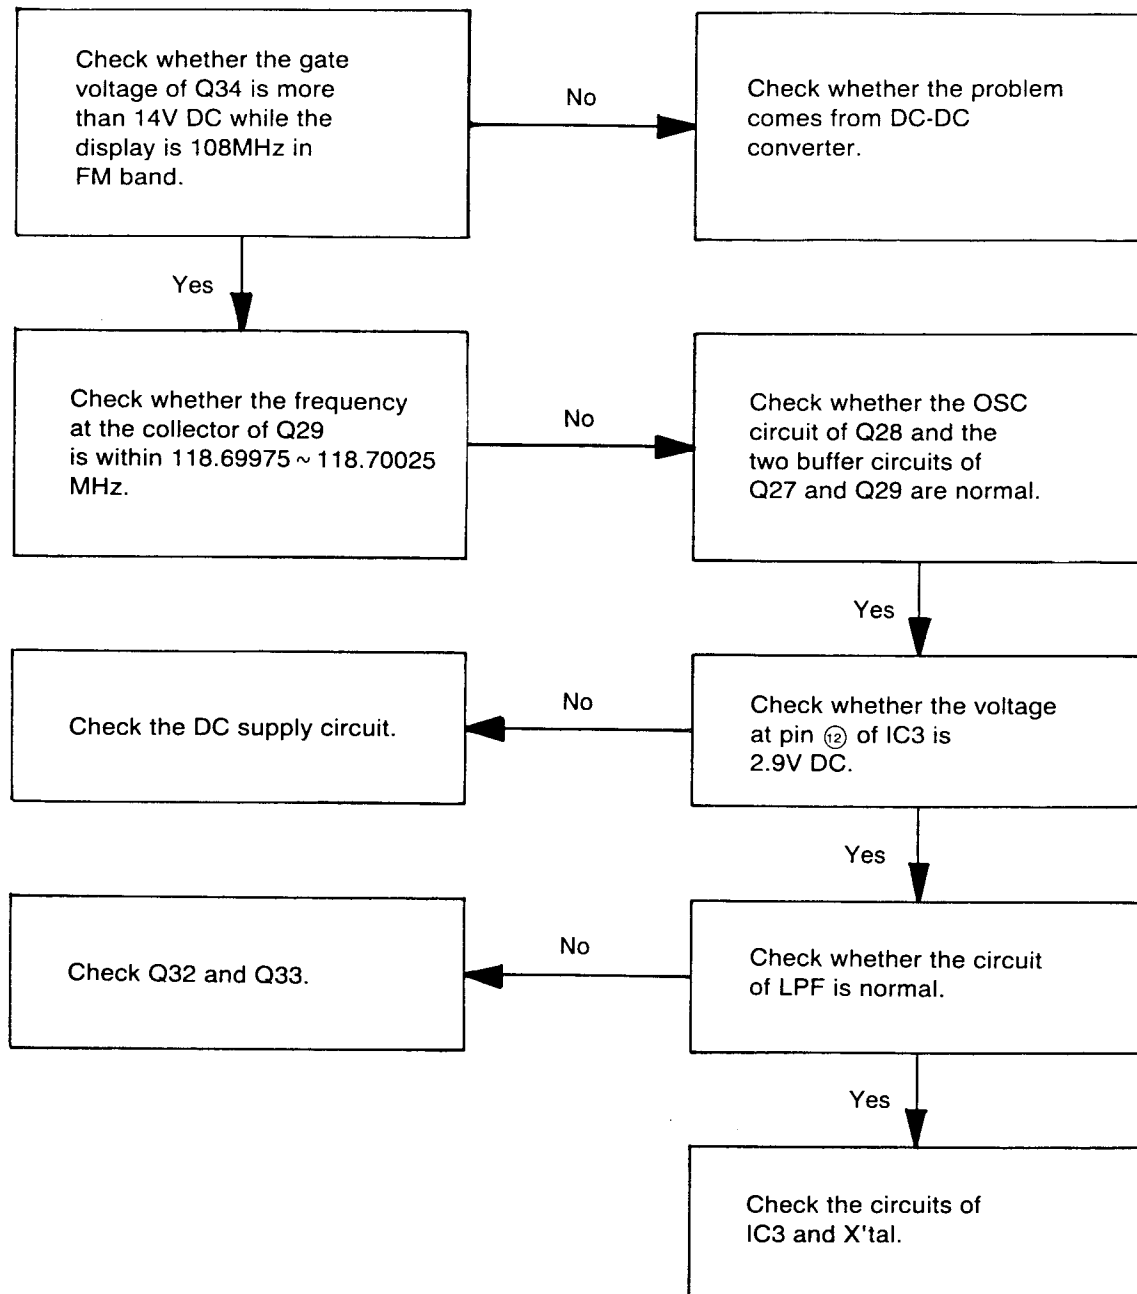 Check whether the gate
voltage of Q34 is more
than 14V DC while the
display is 108MHz in
FM band.
No
Check whether the problem
comes from DC-DC
converter.
Yes
Check whether the frequency
at the collector of Q29
is within 118.69975 ~ 118.70025
MHz.
No
Check whether the OSC
circuit of Q28 and the
two buffer circuits of
Q27 and Q29 are normal.
Yes
Check the DC supply circuit.
No
Check whether the voltage
at pin ⑫ of IC3 is
2.9V DC.
Yes
Check Q32 and Q33.
No
Check whether the circuit
of LPF is normal.
Yes
Check the circuits of
IC3 and X'tal.